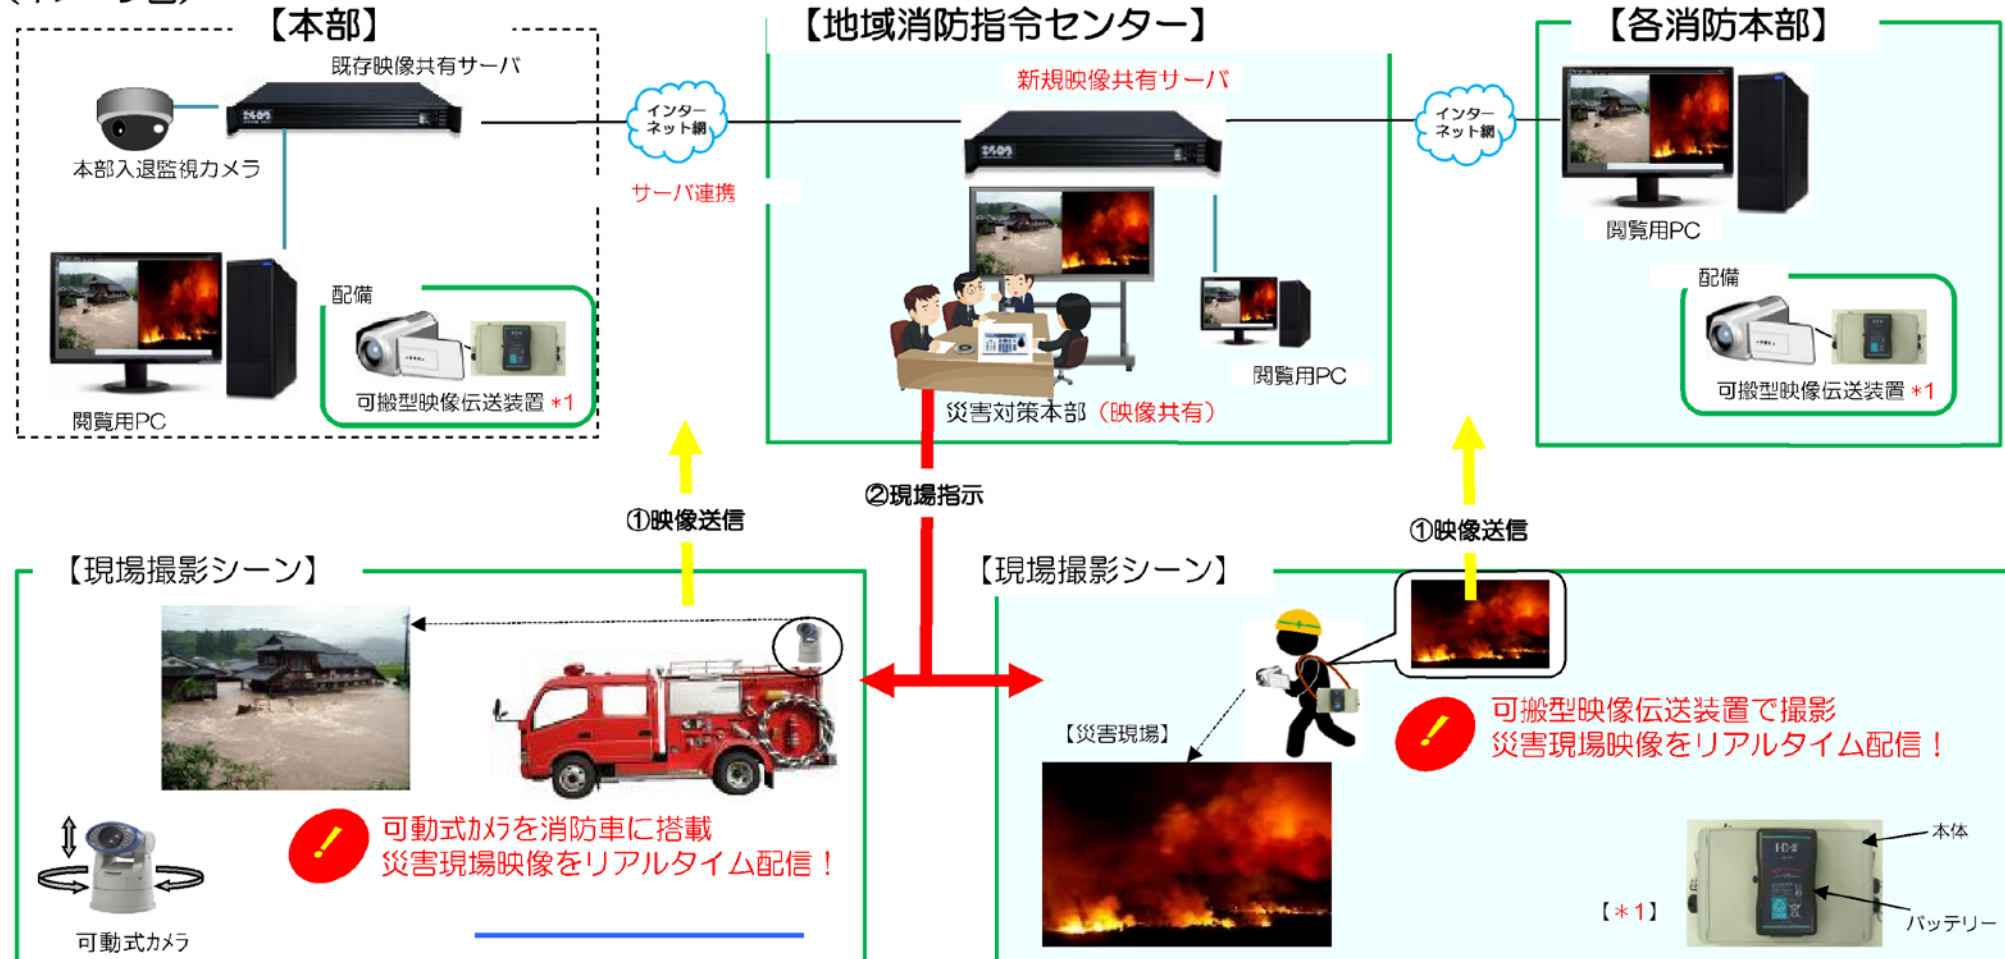 【本部】
既存映像共有サーバ
本部入退監視カメラ
閲覧用PC
配備
可搬型映像伝送装置 *1
インター
ネット網
サーバ連携
【地域消防指令センター】
新規映像共有サーバ
閲覧用PC
災害対策本部（映像共有）
インター
ネット網
【各消防本部】
閲覧用PC
配備
可搬型映像伝送装置 *1
①映像送信
②現場指示
①映像送信
【現場撮影シーン】
可動式カメラを消防車に搭載
災害現場映像をリアルタイム配信！
可動式カメラ
【現場撮影シーン】
【災害現場】
可搬型映像伝送装置で撮影
災害現場映像をリアルタイム配信！
【*1】
本体
バッテリー